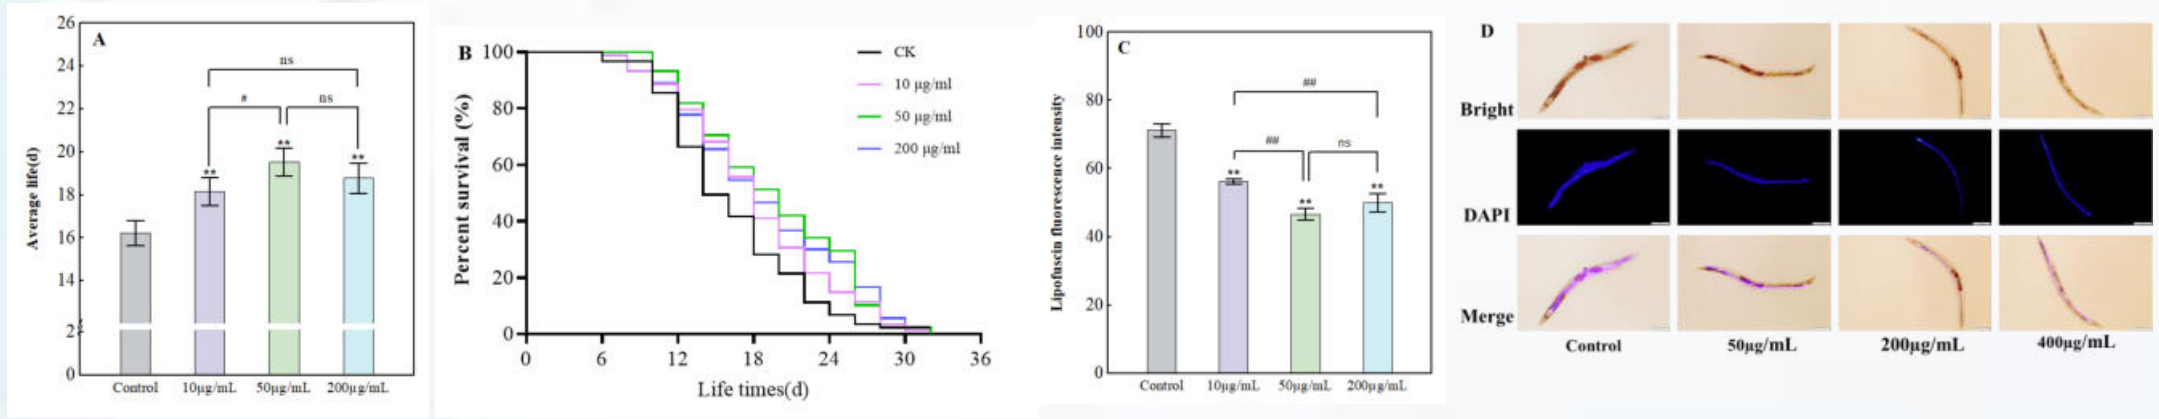 A
26
24
22
20
18
16
14
2
0
Average lifed(d)
ns
#
ns
**
**
**
Control
10μg/mL
50μg/mL
200μg/mL
B
100
80
60
40
20
0
Percent survival (%)
CK
10 μg/ml
50 μg/ml
200 μg/ml
0
6
12
18
24
30
36
Life times(d)
C
100
80
60
40
20
0
Lipofuscin fluorescence intensity
##
##
ns
**
**
**
Control
10μg/mL
50μg/mL
200μg/mL
D
Bright
DAPI
Merge
Control
50μg/mL
200μg/mL
400μg/mL